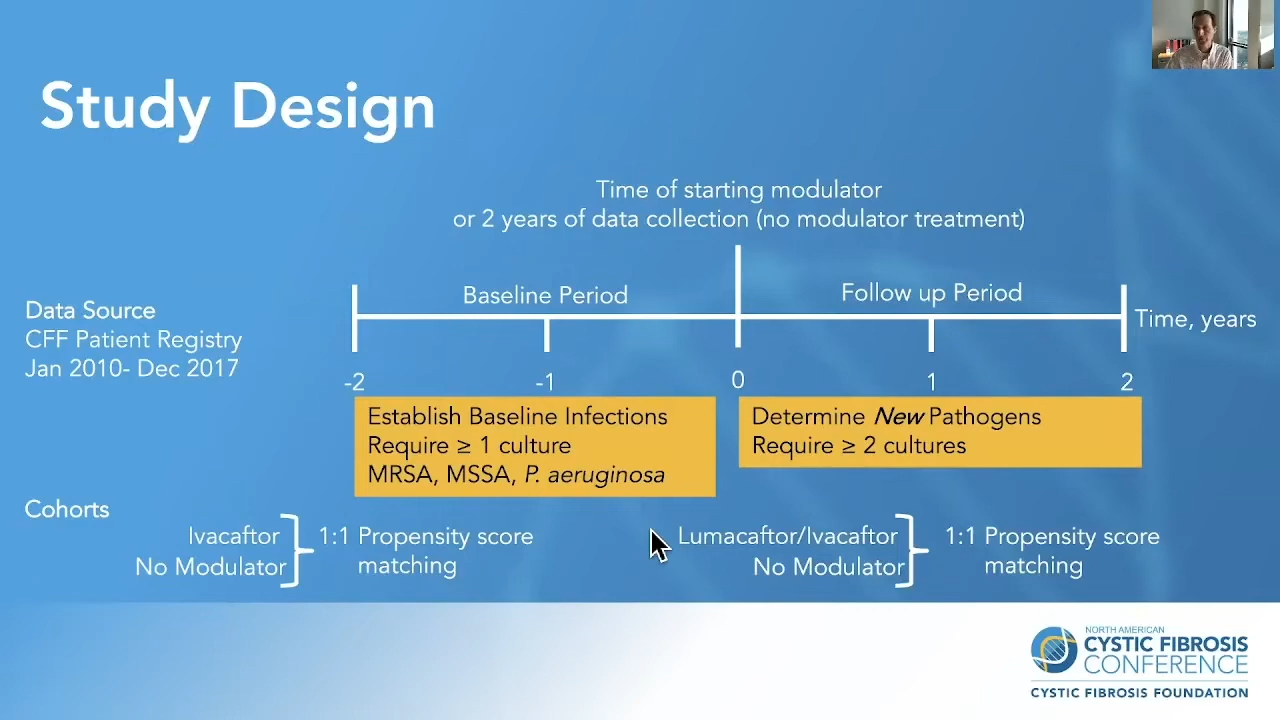 Study Design
Time of starting modulator
or 2 years of data collection (no modulator treatment)
Data Source
CFF Patient Registry
Jan 2010- Dec 2017
Baseline Period
Follow up Period
Time, years
-2
-1
0
1
2
Establish Baseline Infections
Require ≥ 1 culture
MRSA, MSSA, P. aeruginosa
Determine New Pathogens
Require ≥ 2 cultures
Cohorts
Ivacaftor
No Modulator
1:1 Propensity score
matching
Lumacaftor/Ivacaftor
No Modulator
1:1 Propensity score
matching
NORTH AMERICAN
CYSTIC FIBROSIS
CONFERENCE
CYSTIC FIBROSIS FOUNDATION